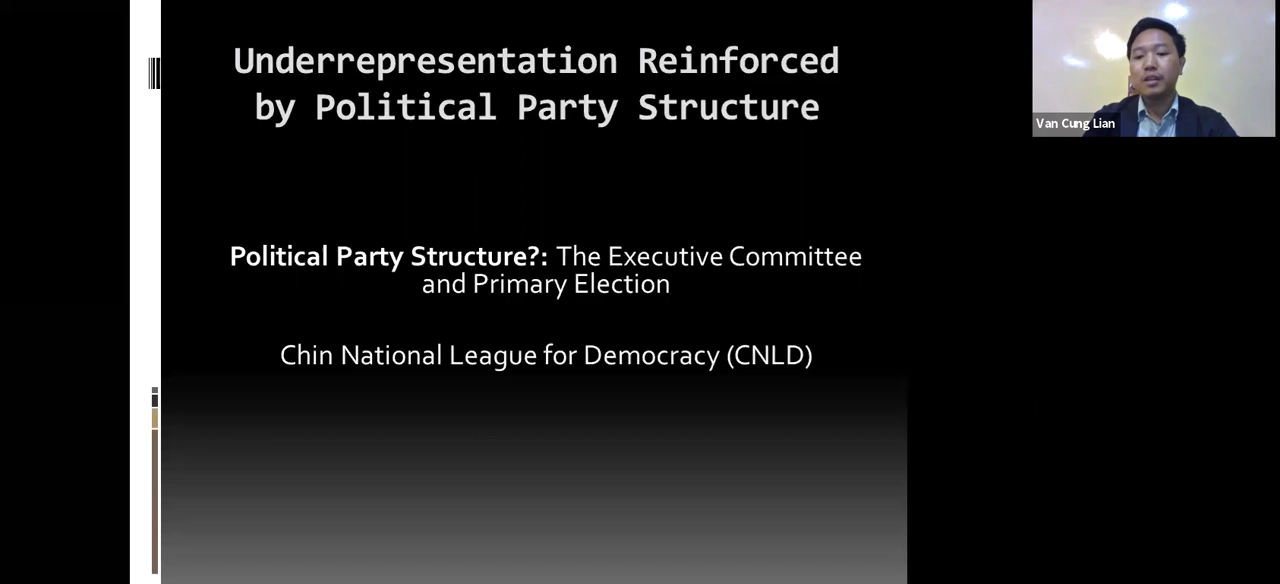 Underrepresentation Reinforced
by Political Party Structure
Political Party Structure?: The Executive Committee
and Primary Election
Chin National League for Democracy (CNLD)
Van Cung Lian